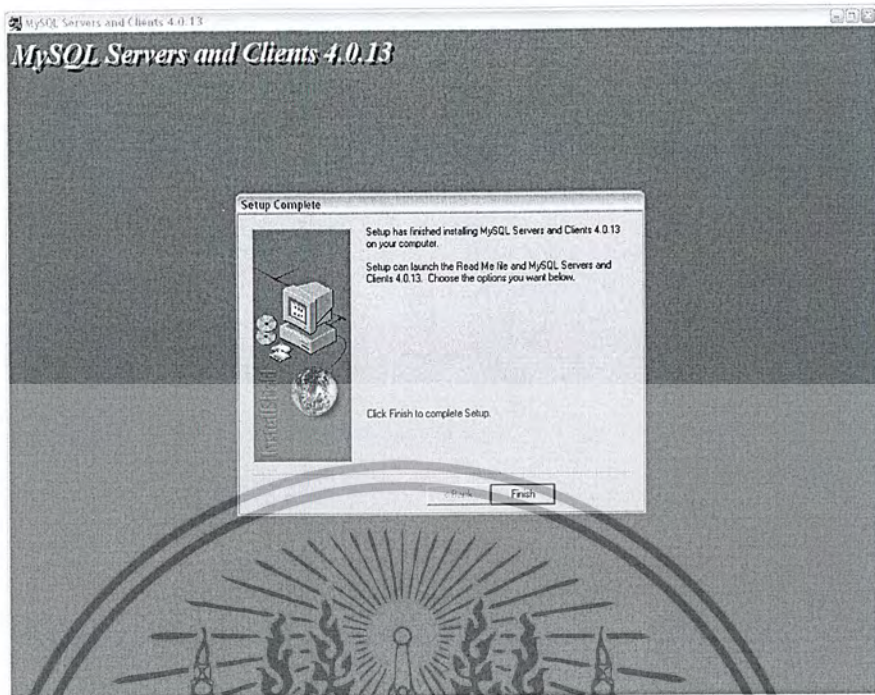 MySQL Servers and Clients 4.0.13
MySQL Servers and Clients 4.0.13
Setup Complete
Setup has finished installing MySQL Servers and Clients 4.0.13
on your computer.
Setup can launch the Read Me file and MySQL Servers and
Clients 4.0.13. Choose the options you want below.
InstallShield
Click Finish to complete Setup.
< Back
Finish